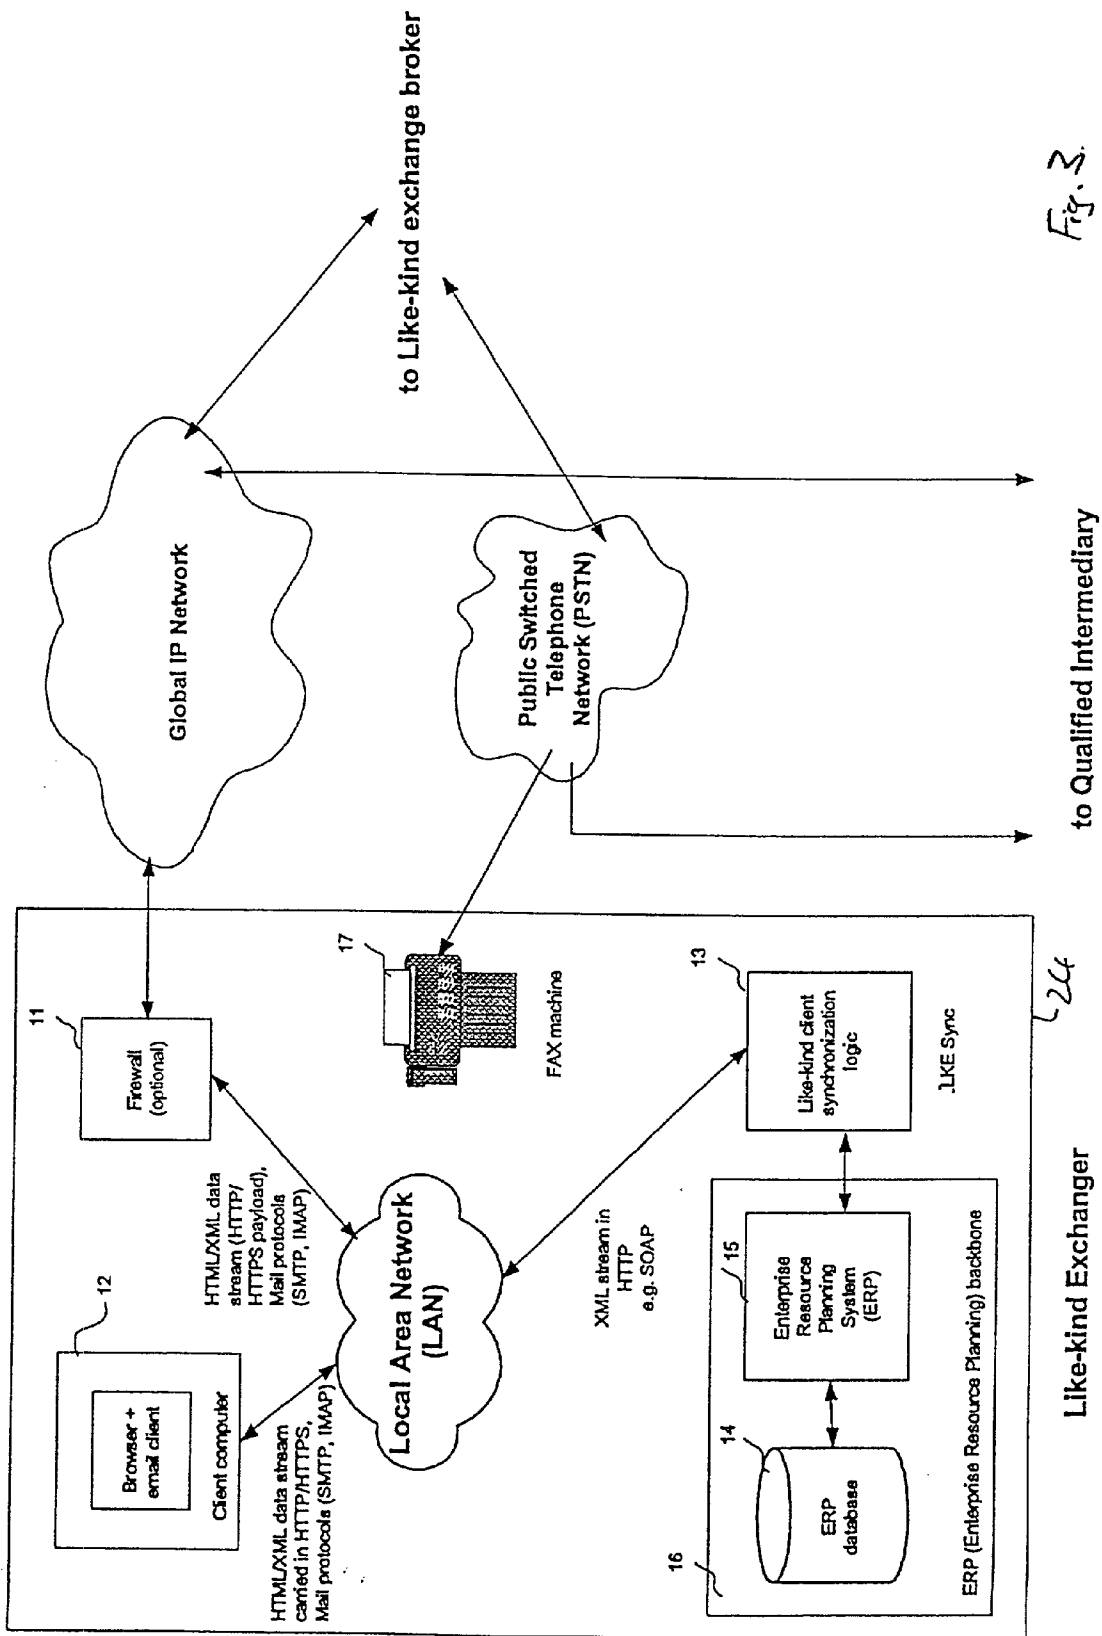 12
Browser +
email client
Client computer
HTML/XML data stream
carried in HTTP/HTTPS,
Mail protocols (SMTP, IMAP)
11
Firewall
(optional)
HTML/XML data
stream (HTTP/
HTTPS payload),
Mail protocols
(SMTP, IMAP)
Global IP Network
to Like-kind exchange broker
Local Area Network
(LAN)
17
FAX machine
Public Switched
Telephone
Network (PSTN)
XML stream in
HTTP
e.g. SOAP
16
14
ERP
database
15
Enterprise
Resource
Planning
System
(ERP)
ERP (Enterprise Resource Planning) backbone
13
Like-kind client
synchronization
logic
LKE Sync
24
Like-kind Exchanger
to Qualified Intermediary
Fig. 3.